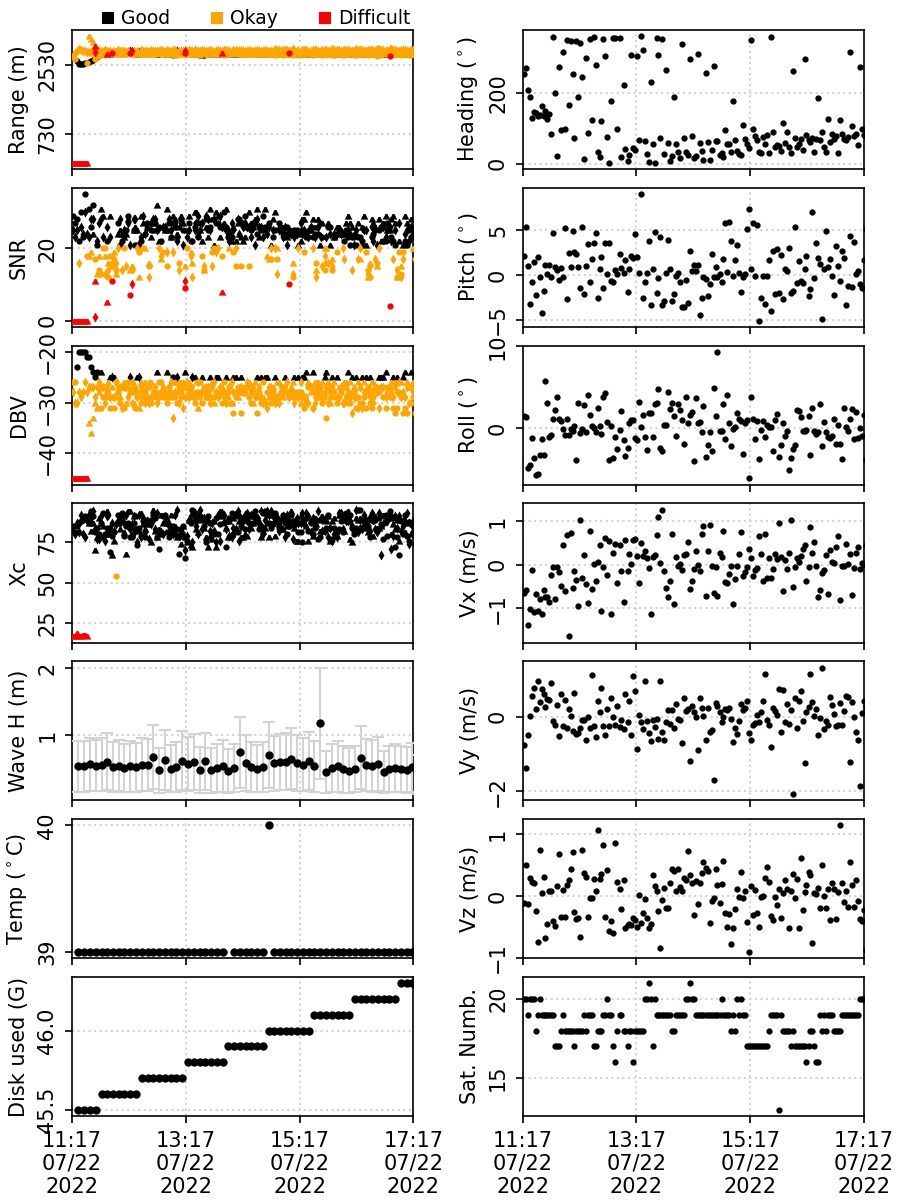 Good Okay Difficult
Range (m)
2530
730
Heading (°)
200
0
SNR
20
0
Pitch (°)
5
0
−5
DBV
−20
−30
−40
Roll (°)
10
0
Xc
75
50
25
Vx (m/s)
1
0
−1
Wave H (m)
2
1
Vy (m/s)
0
−2
Temp (°C)
40
39
Vz (m/s)
1
0
−1
Disk used (G)
46.0
45.5
Sat. Numb.
20
15
11:17 13:17 15:17 17:17
07/22 07/22 07/22 07/22
2022 2022 2022 2022
11:17 13:17 15:17 17:17
07/22 07/22 07/22 07/22
2022 2022 2022 2022